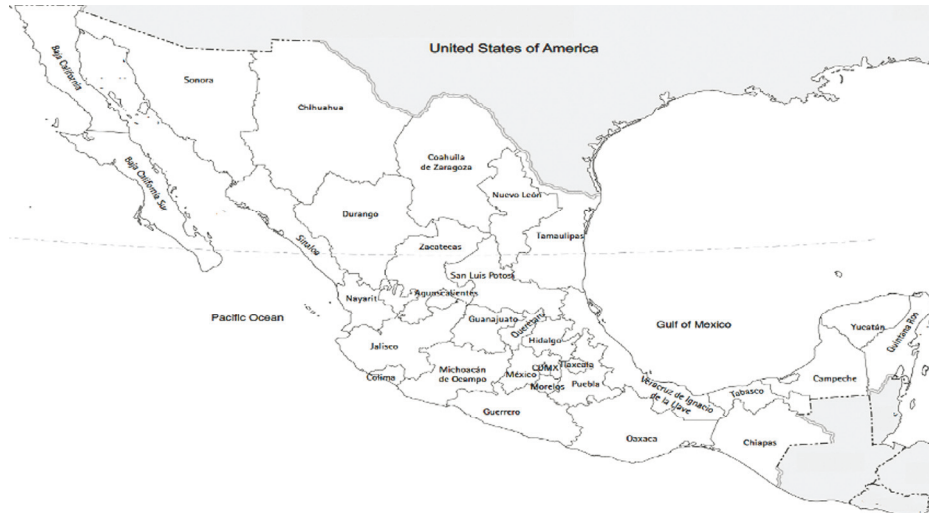 United States of America
Baja California
Sonora
Chihuahua
Coahuila
de Zaragoza
Nuevo León
Baja California Sur
Durango
Sinaloa
Tamaulipas
Zacatecas
San Luis Potosí
Nayarit
Aguascalientes
Pacific Ocean
Guanajuato
Querétaro
Gulf of Mexico
Yucatán
Quintana Roo
Jalisco
Hidalgo
Colima
Michoacán
de Ocampo
México
CDMX
Tlaxcala
Morelos
Puebla
Veracruz de Ignacio
de la Llave
Tabasco
Campeche
Guerrero
Oaxaca
Chiapas